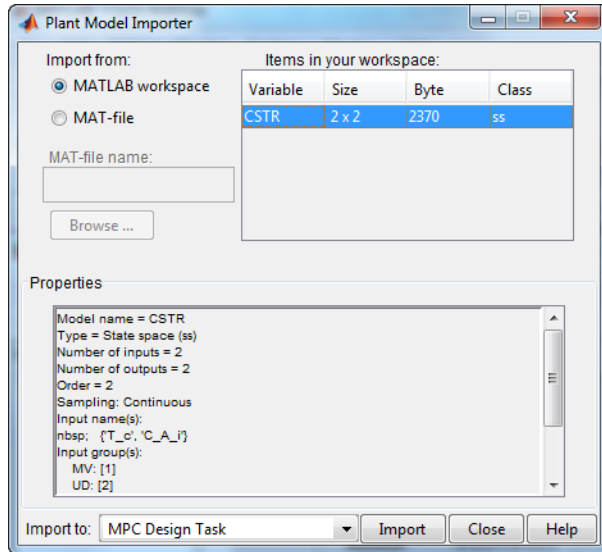 Plant Model Importer
Import from:
MATLAB workspace
MAT-file
MAT-file name:
Browse ...
Items in your workspace:
Variable Size Byte Class
CSTR 2 x 2 2370 ss
Properties
Model name = CSTR
Type = State space (ss)
Number of inputs = 2
Number of outputs = 2
Order = 2
Sampling: Continuous
Input name(s):
nbsp; {'T_c', 'C_A_i'}
Input group(s):
MV: [1]
UD: [2]
Import to: MPC Design Task Import Close Help